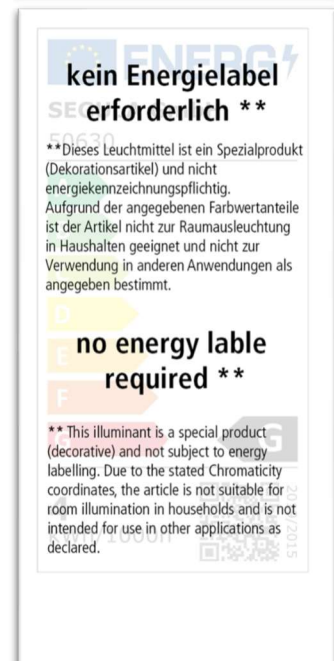 ENERG
kein Energielabel
erforderlich **
50630
**Dieses Leuchtmittel ist ein Spezialprodukt
(Dekorationsartikel) und nicht
energiekennzeichnungspflichtig.
Aufgrund der angegebenen Farbwertanteile
ist der Artikel nicht zur Raumausleuchtung
in Haushalten geeignet und nicht zur
Verwendung in anderen Anwendungen als
angegeben bestimmt.
D
E
F
G
no energy lable
required **
** This illuminant is a special product
(decorative) and not subject to energy
labelling. Due to the stated Chromaticity
coordinates, the article is not suitable for
room illumination in households and is not
intended for use in other applications as
declared.
kWh/1000h